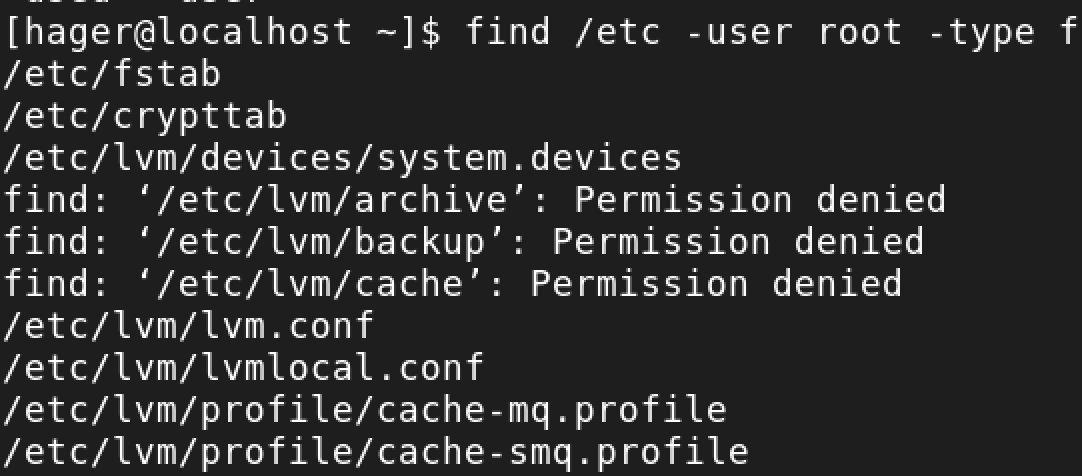 [hager@localhost ~]$ find /etc -user root -type f
/etc/fstab
/etc/crypttab
/etc/lvm/devices/system.devices
find: ‘/etc/lvm/archive’: Permission denied
find: ‘/etc/lvm/backup’: Permission denied
find: ‘/etc/lvm/cache’: Permission denied
/etc/lvm/lvm.conf
/etc/lvm/lvmlocal.conf
/etc/lvm/profile/cache-mq.profile
/etc/lvm/profile/cache-smq.profile